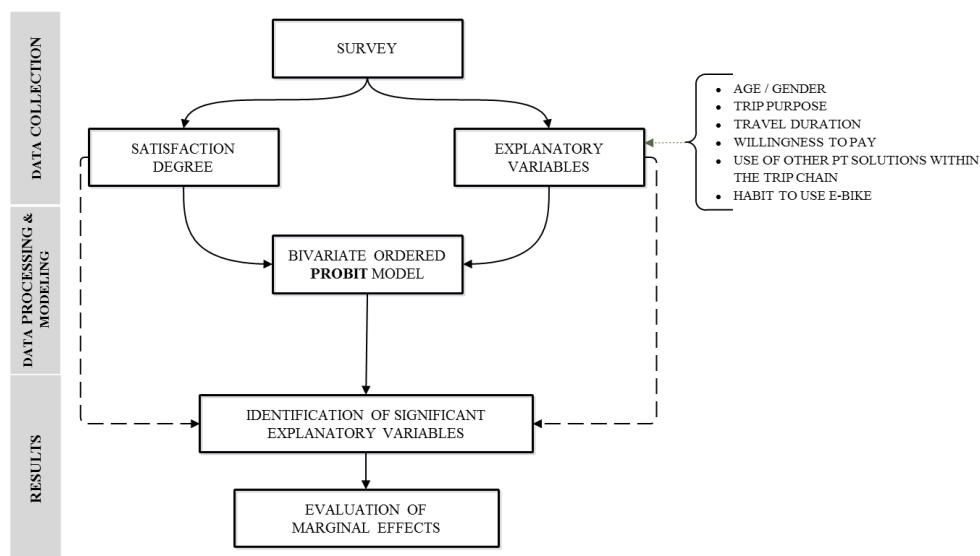 DATA COLLECTION
SURVEY
SATISFACTION
DEGREE
EXPLANATORY
VARIABLES
• AGE / GENDER
• TRIP PURPOSE
• TRAVEL DURATION
• WILLINGNESS TO PAY
• USE OF OTHER PT SOLUTIONS WITHIN
THE TRIP CHAIN
• HABIT TO USE E-BIKE
DATA PROCESSING &
MODELING
BIVARIATE ORDERED
PROBIT MODEL
RESULTS
IDENTIFICATION OF SIGNIFICANT
EXPLANATORY VARIABLES
EVALUATION OF
MARGINAL EFFECTS